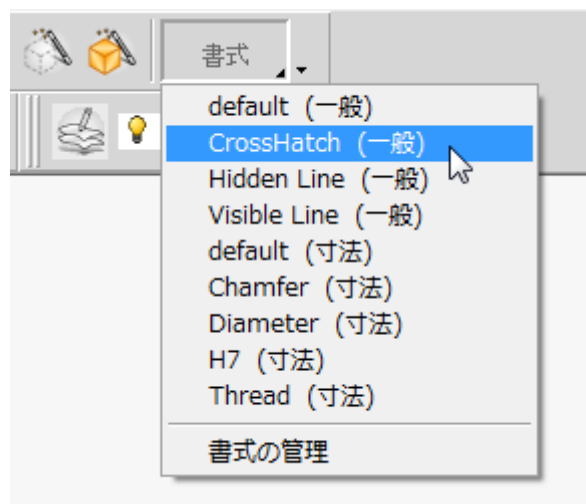 書式
default (一般)
CrossHatch (一般)
Hidden Line (一般)
Visible Line (一般)
default (寸法)
Chamfer (寸法)
Diameter (寸法)
H7 (寸法)
Thread (寸法)
書式の管理